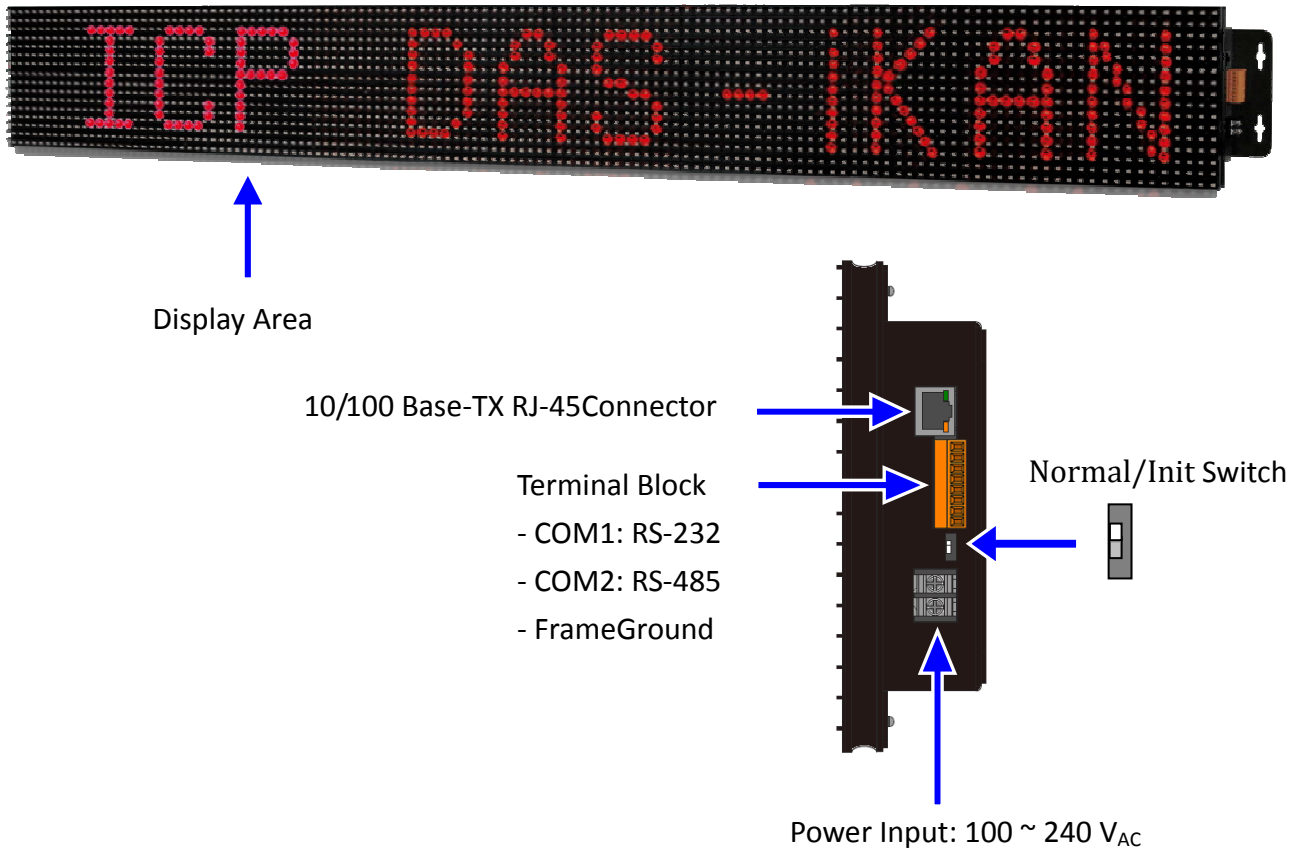 ICP DAS - IKAN
Display Area
10/100 Base-TX RJ-45Connector
Terminal Block
- COM1: RS-232
- COM2: RS-485
- FrameGround
Normal/Init Switch
Power Input: 100 ~ 240 VAC